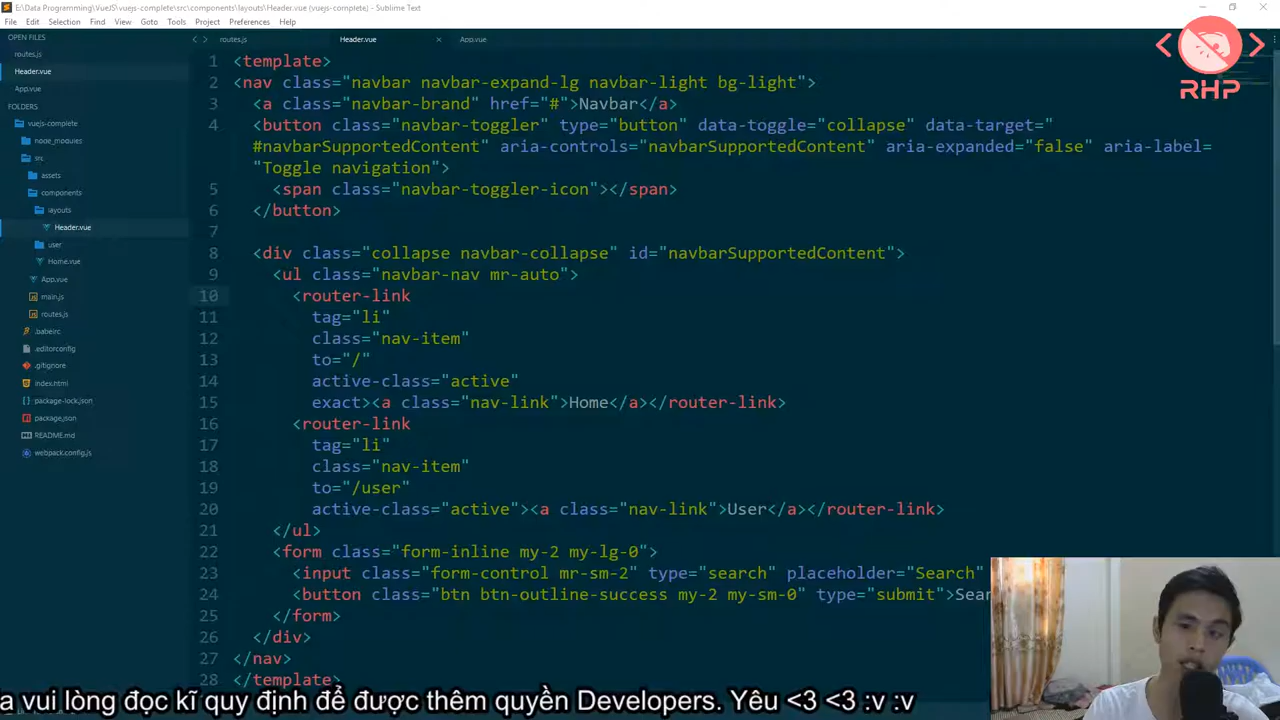 E:\Data Programming\VueJS\vuejs-complete\src\components\layouts\Header.vue (vuejs-complete) - Sublime Text
File Edit Selection Find View Goto Tools Project Preferences Help
OPEN FILES
routes.js
Header.vue
App.vue
FOLDERS
vuejs-complete
node_modules
src
assets
components
layouts
Header.vue
user
Home.vue
App.vue
main.js
routes.js
.babelrc
.editorconfig
.gitignore
index.html
package-lock.json
package.json
README.md
webpack.config.js
routes.js Header.vue App.vue
RHP
1 <template>
2 <nav class="navbar navbar-expand-lg navbar-light bg-light">
3 <a class="navbar-brand" href="#">Navbar</a>
4 <button class="navbar-toggler" type="button" data-toggle="collapse" data-target="
#navbarSupportedContent" aria-controls="navbarSupportedContent" aria-expanded="false" aria-label=
"Toggle navigation">
5 <span class="navbar-toggler-icon"></span>
6 </button>
7
8 <div class="collapse navbar-collapse" id="navbarSupportedContent">
9 <ul class="navbar-nav mr-auto">
10 <router-link
11 tag="li"
12 class="nav-item"
13 to="/"
14 active-class="active"
15 exact><a class="nav-link">Home</a></router-link>
16 <router-link
17 tag="li"
18 class="nav-item"
19 to="/user"
20 active-class="active"><a class="nav-link">User</a></router-link>
21 </ul>
22 <form class="form-inline my-2 my-lg-0">
23 <input class="form-control mr-sm-2" type="search" placeholder="Search"
24 <button class="btn btn-outline-success my-2 my-sm-0" type="submit">Sea
25 </form>
26 </div>
27 </nav>
28 </template>
a vui lòng đọc kĩ quy định để được thêm quyền Developers. Yêu <3 <3 :v :v